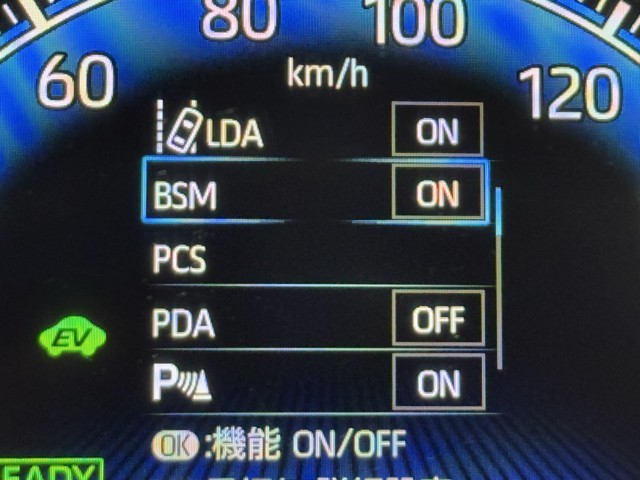 80 100
60 km/h 120
LDA ON
BSM ON
PCS
PDA OFF
EV
P ON
OK:機能 ON/OFF